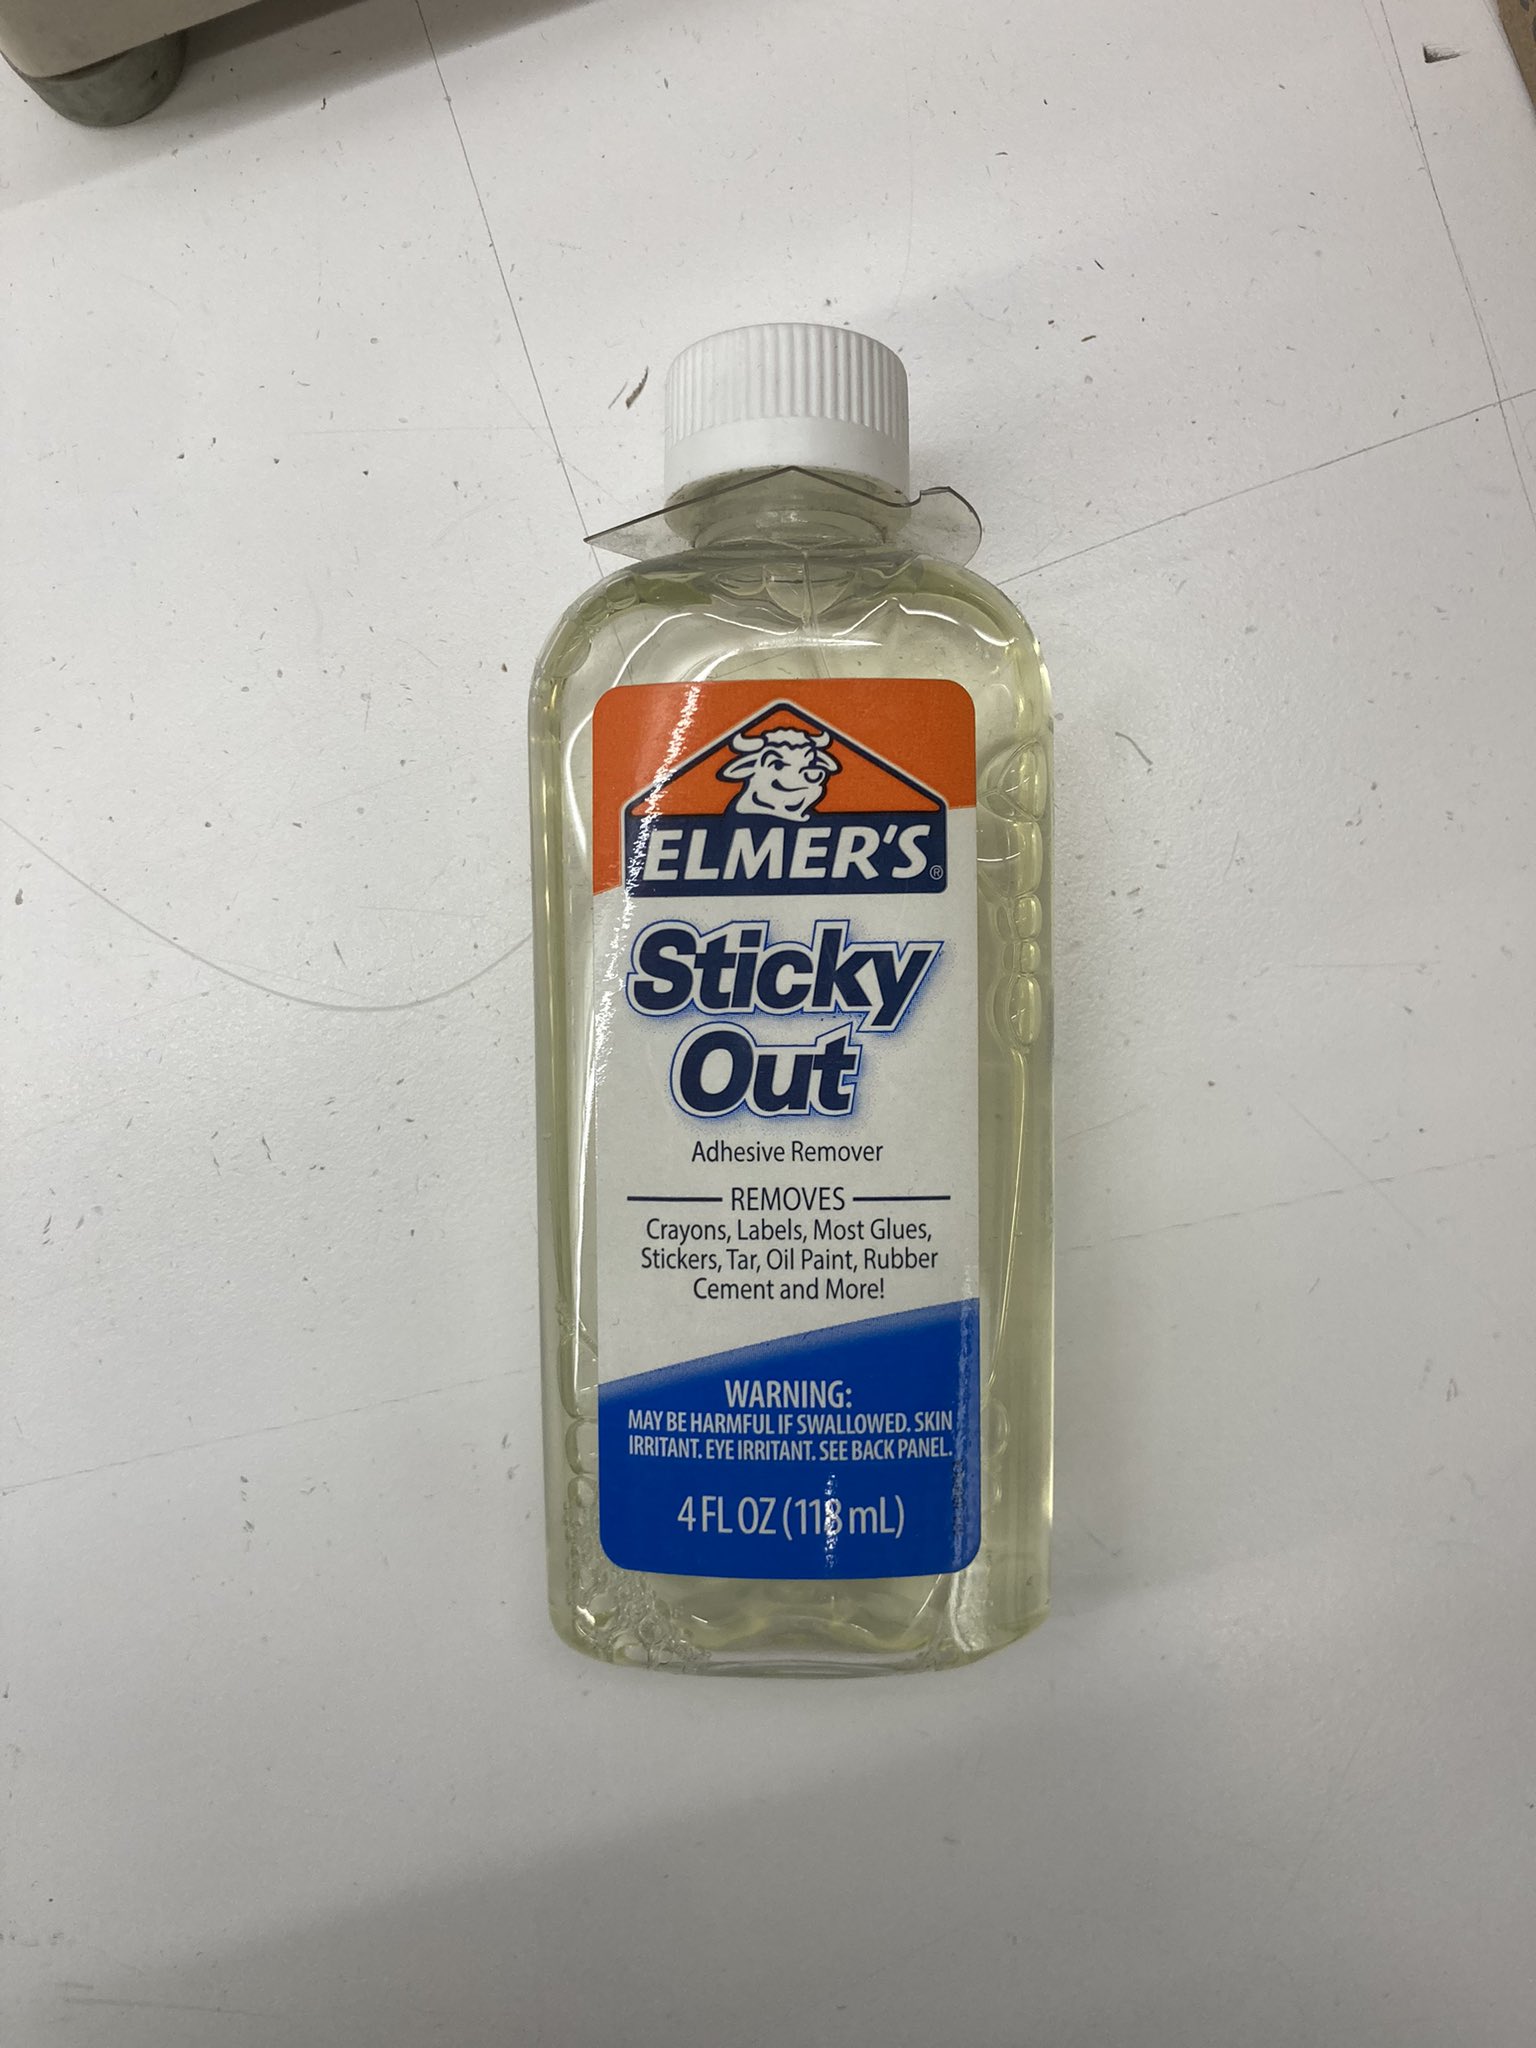 ELMER'S®
Sticky
Out
Adhesive Remover
REMOVES
Crayons, Labels, Most Glues,
Stickers, Tar, Oil Paint, Rubber
Cement and More!
WARNING:
MAY BE HARMFUL IF SWALLOWED. SKIN
IRRITANT. EYE IRRITANT. SEE BACK PANEL.
4 FL OZ (118 mL)